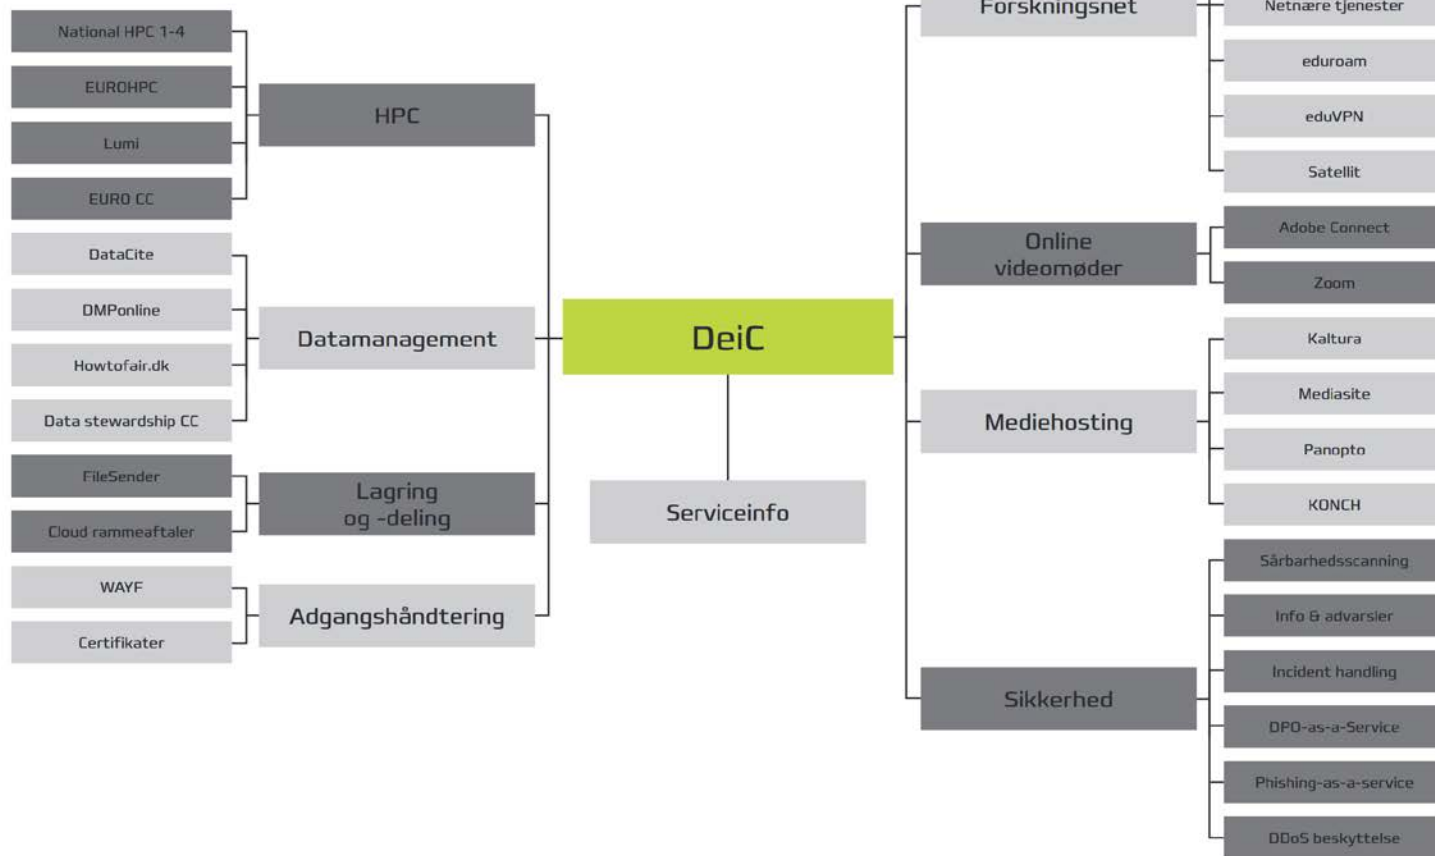 National HPC 1-4
EUROHPC
Lumi
EURO CC
HPC
DataCite
DMPonline
Howtofair.dk
Data stewardship CC
Datamanagement
FileSender
Cloud rammeaftaler
Lagring
og -deling
WAYF
Certifikater
Adgangshåndtering
DeiC
Serviceinfo
Forskningsnet
Netnære tjenester
eduroam
eduVPN
Satellit
Online
videomøder
Adobe Connect
Zoom
Mediehosting
Kaltura
Mediasite
Panopto
KONCH
Sikkerhed
Sårbarhedsscanning
Info & advarsler
Incident handling
DPO-as-a-Service
Phishing-as-a-service
DDoS beskyttelse